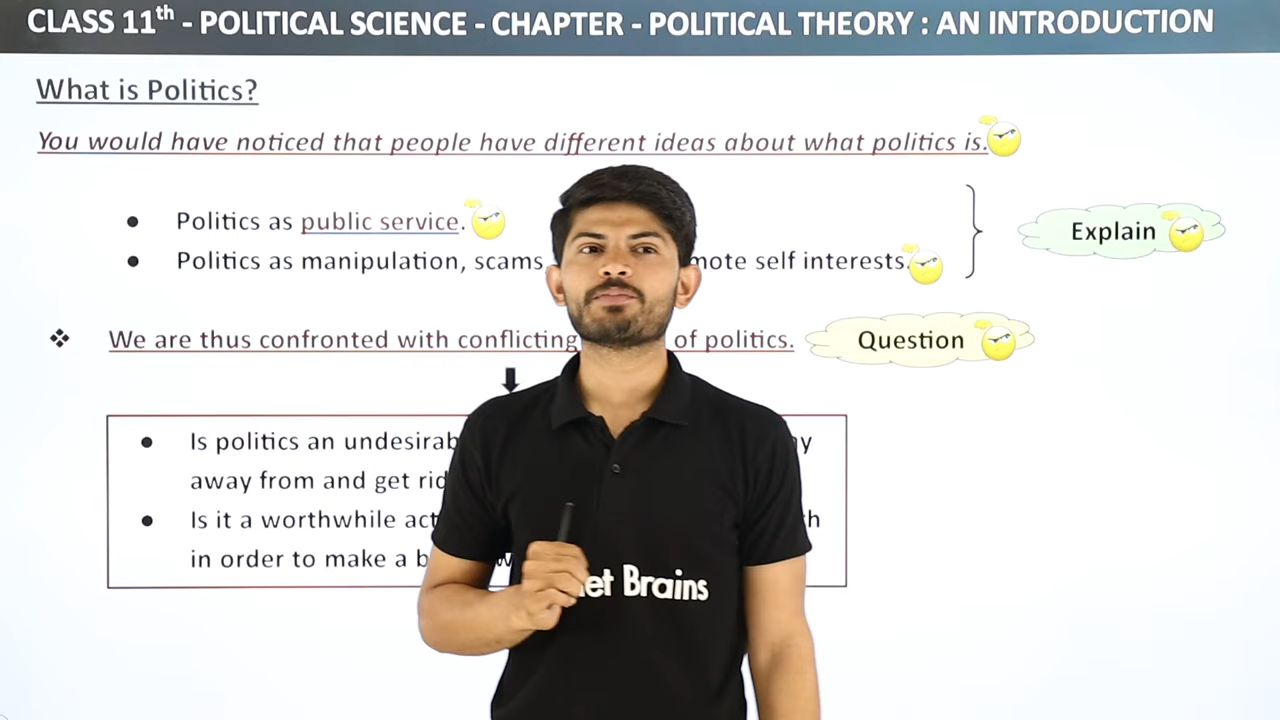 CLASS 11th - POLITICAL SCIENCE - CHAPTER - POLITICAL THEORY : AN INTRODUCTION
What is Politics?
You would have noticed that people have different ideas about what politics is.
• Politics as public service.
• Politics as manipulation, scams mote self interests.
Explain
❖ We are thus confronted with conflicting of politics.
Question
• Is politics an undesirab
away from and get rid
• Is it a worthwhile act
in order to make a b
et Brains